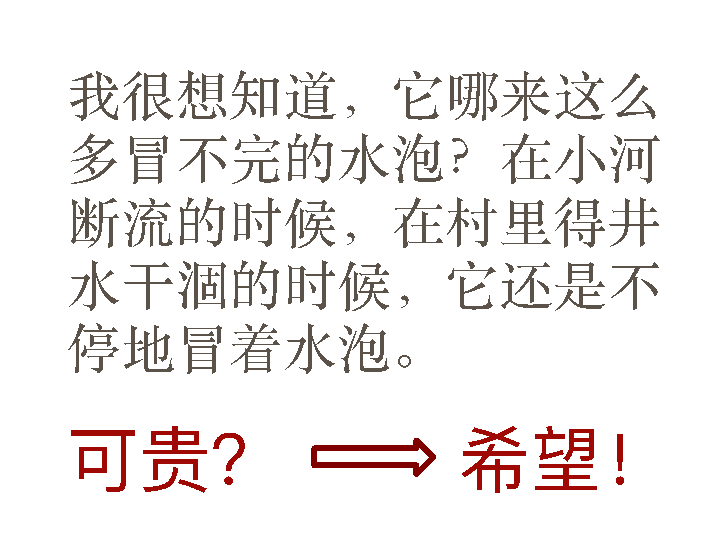 我很想知道，它哪来这么
多冒不完的水泡？在小河
断流的时候，在村里得井
水干涸的时候，它还是不
停地冒着水泡。
可贵？ 希望！